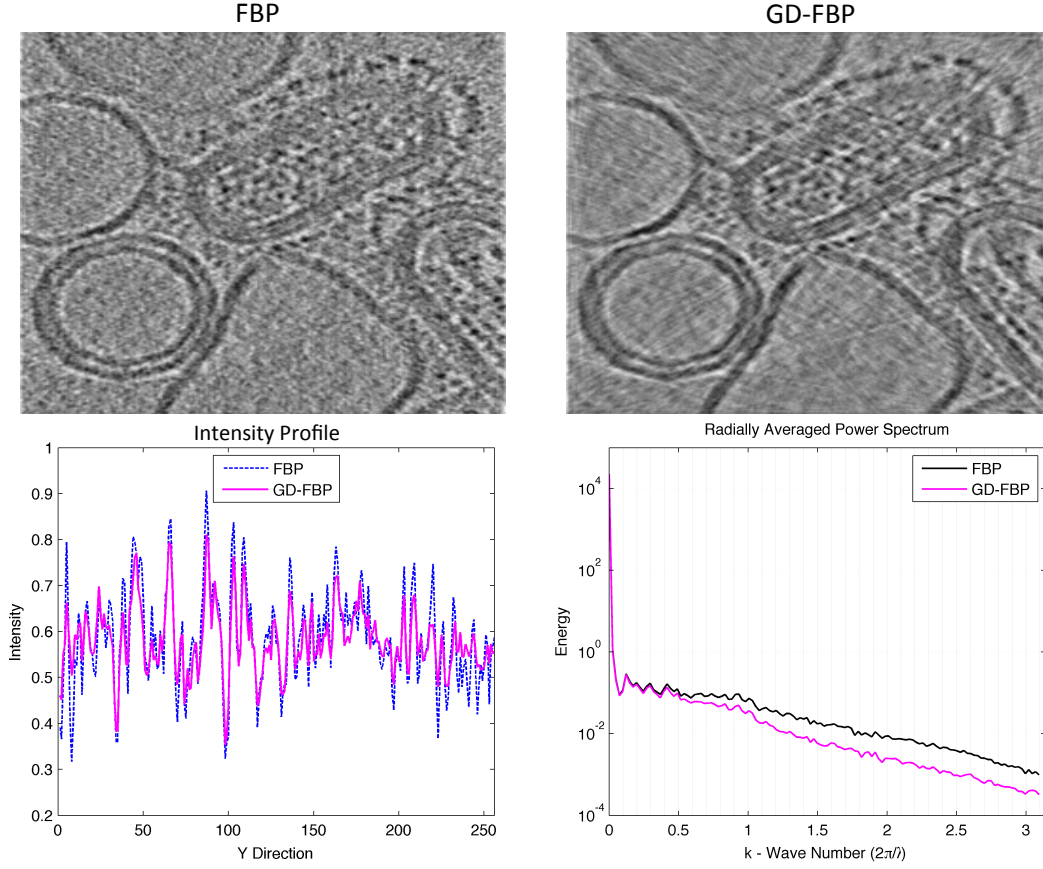 FBP
GD-FBP
Intensity Profile
FBP
GD-FBP
1
0.9
0.8
0.7
0.6
0.5
0.4
0.3
0.2
Intensity
0 50 100 150 200 250
Y Direction
Radially Averaged Power Spectrum
FBP
GD-FBP
10^4
10^2
10^0
10^-2
10^-4
Energy
0 0.5 1 1.5 2 2.5 3
k - Wave Number (2π/λ)